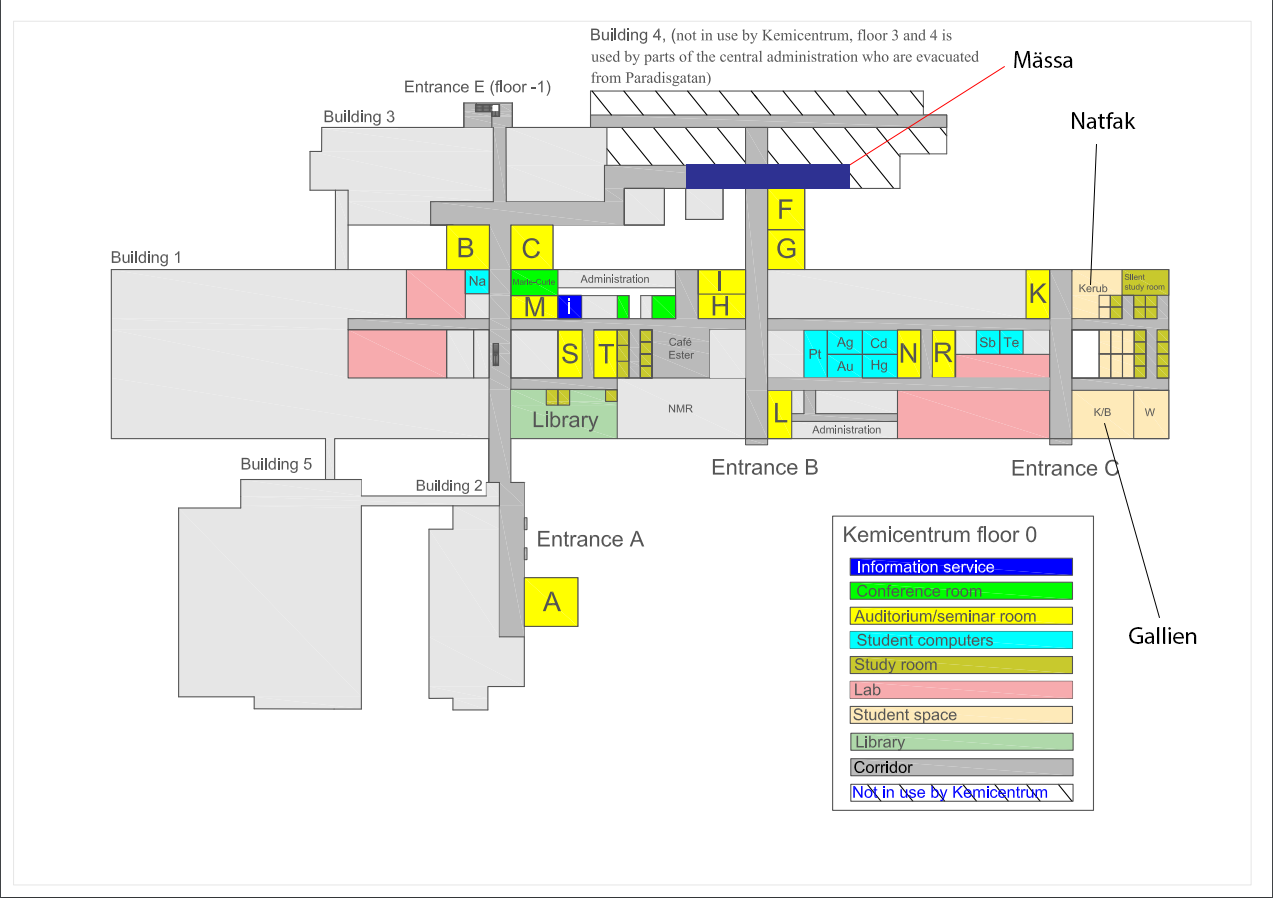 Building 4, (not in use by Kemicentrum, floor 3 and 4 is
used by parts of the central administration who are evacuated
from Paradisgatan)
Mässa
Entrance E (floor -1)
Building 3
Natfak
F
G
B
C
Building 1
Na
Marie-Curie
Administration
I
K
Kerub
Silent
study room
M
i
H
S
T
Café
Ester
Pt
Ag
Cd
Au
Hg
N
R
Sb
Te
Library
NMR
L
Administration
K/B
W
Building 5
Building 2
Entrance B
Entrance C
Entrance A
A
Gallien
Kemicentrum floor 0
Information service
Conference room
Auditorium/seminar room
Student computers
Study room
Lab
Student space
Library
Corridor
Not in use by Kemicentrum